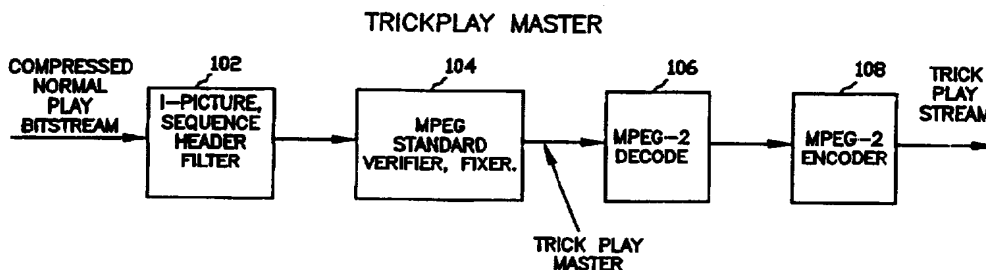 TRICKPLAY MASTER
COMPRESSED
NORMAL
PLAY
BITSTREAM
102
I-PICTURE,
SEQUENCE
HEADER
FILTER
104
MPEG
STANDARD
VERIFIER, FIXER.
TRICK PLAY
MASTER
106
MPEG-2
DECODE
108
MPEG-2
ENCODER
TRICK
PLAY
STREAM